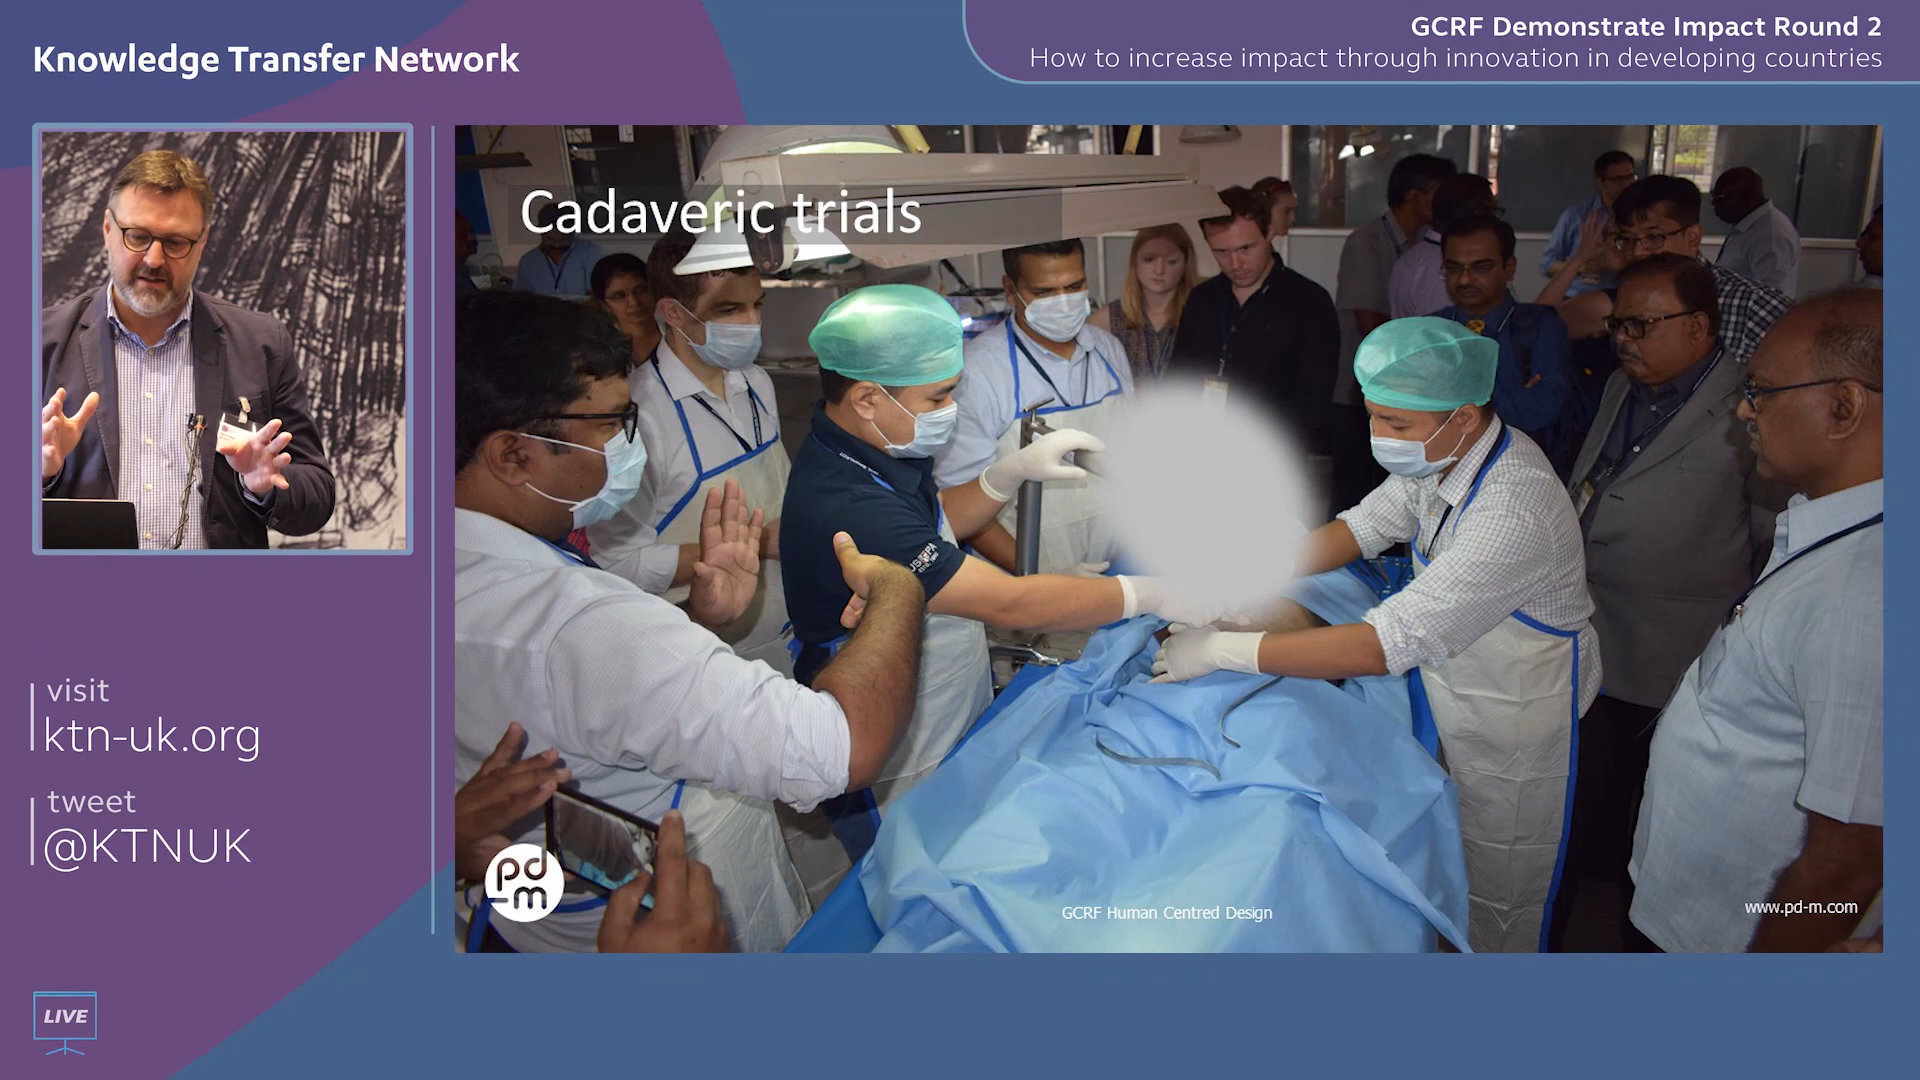 Knowledge Transfer Network
GCRF Demonstrate Impact Round 2
How to increase impact through innovation in developing countries
Cadaveric trials
visit
ktn-uk.org
tweet
@KTNUK
pd
-m
GCRF Human Centred Design
www.pd-m.com
LIVE